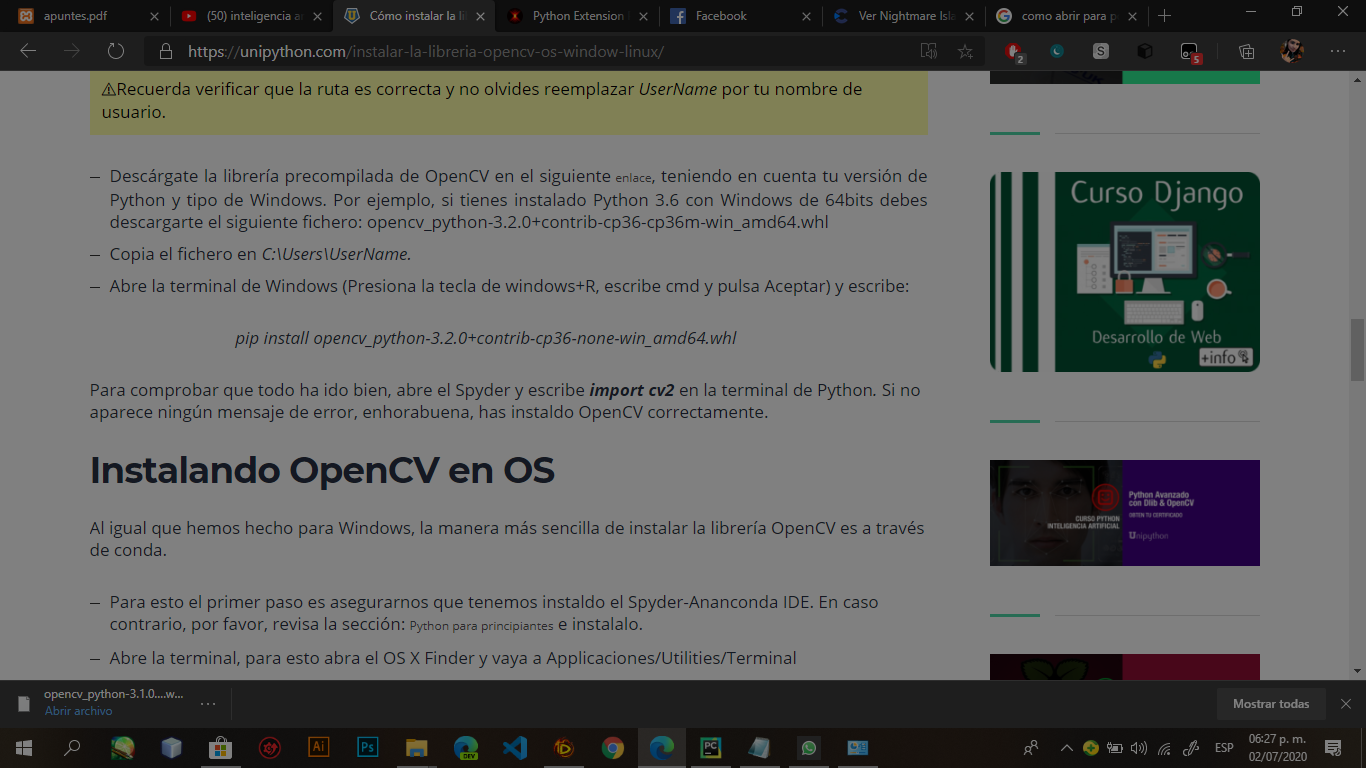 apuntes.pdf
(50) inteligencia a
Cómo instalar la li
Python Extension
Facebook
Ver Nightmare Isla
como abrir para p
https://unipython.com/instalar-la-libreria-opencv-os-window-linux/
2
S
5
⚠Recuerda verificar que la ruta es correcta y no olvides reemplazar UserName por tu nombre de
usuario.
– Descárgate la librería precompilada de OpenCV en el siguiente enlace, teniendo en cuenta tu versión de
Python y tipo de Windows. Por ejemplo, si tienes instalado Python 3.6 con Windows de 64bits debes
descargarte el siguiente fichero: opencv_python-3.2.0+contrib-cp36-cp36m-win_amd64.whl
– Copia el fichero en C:\Users\UserName.
– Abre la terminal de Windows (Presiona la tecla de windows+R, escribe cmd y pulsa Aceptar) y escribe:
pip install opencv_python-3.2.0+contrib-cp36-none-win_amd64.whl
Para comprobar que todo ha ido bien, abre el Spyder y escribe import cv2 en la terminal de Python. Si no
aparece ningún mensaje de error, enhorabuena, has instaldo OpenCV correctamente.
Instalando OpenCV en OS
Al igual que hemos hecho para Windows, la manera más sencilla de instalar la librería OpenCV es a través
de conda.
– Para esto el primer paso es asegurarnos que tenemos instaldo el Spyder-Ananconda IDE. En caso
contrario, por favor, revisa la sección: Python para principiantes e instalalo.
– Abre la terminal, para esto abra el OS X Finder y vaya a Applicaciones/Utilities/Terminal
Curso Django
Desarrollo de Web
+info
CURSO PYTHON
INTELIGENCIA ARTIFICIAL
Python Avanzado
con Dlib & OpenCV
OBTEN TU CERTIFICADO
Unipython
opencv_python-3.1.0....w...
Abrir archivo
Mostrar todas
Ai
Ps
DEV
PC
ESP
06:27 p. m.
02/07/2020